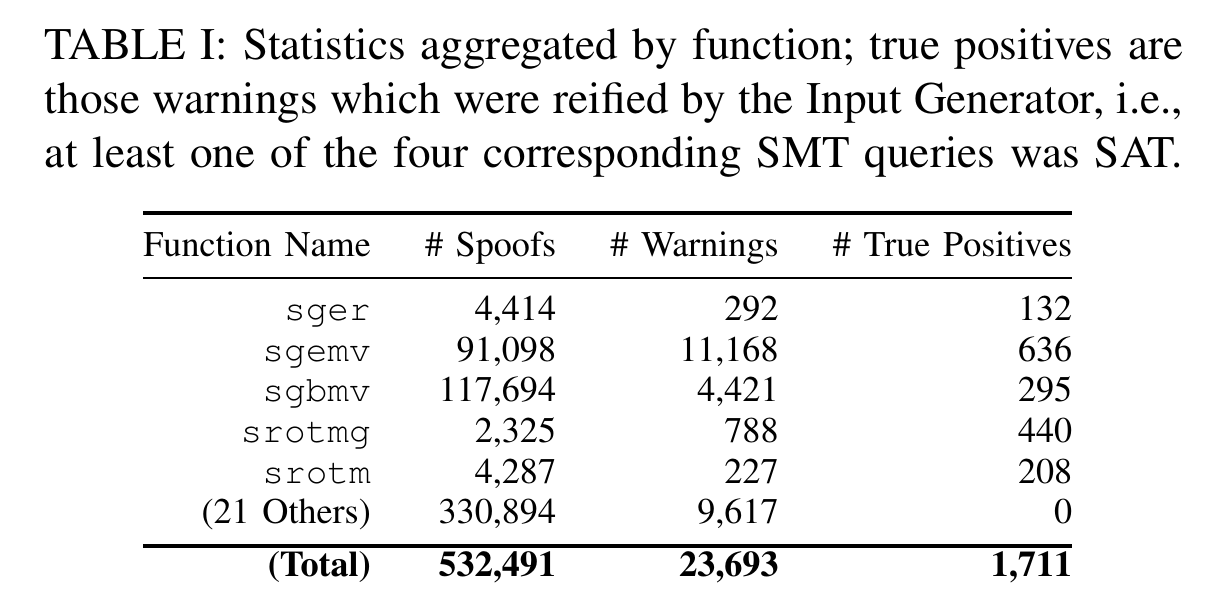 TABLE I: Statistics aggregated by function; true positives are
those warnings which were reified by the Input Generator, i.e.,
at least one of the four corresponding SMT queries was SAT.
Function Name # Spoofs # Warnings # True Positives
sger 4,414 292 132
sgemv 91,098 11,168 636
sgbmv 117,694 4,421 295
srotmg 2,325 788 440
srotm 4,287 227 208
(21 Others) 330,894 9,617 0
(Total) 532,491 23,693 1,711